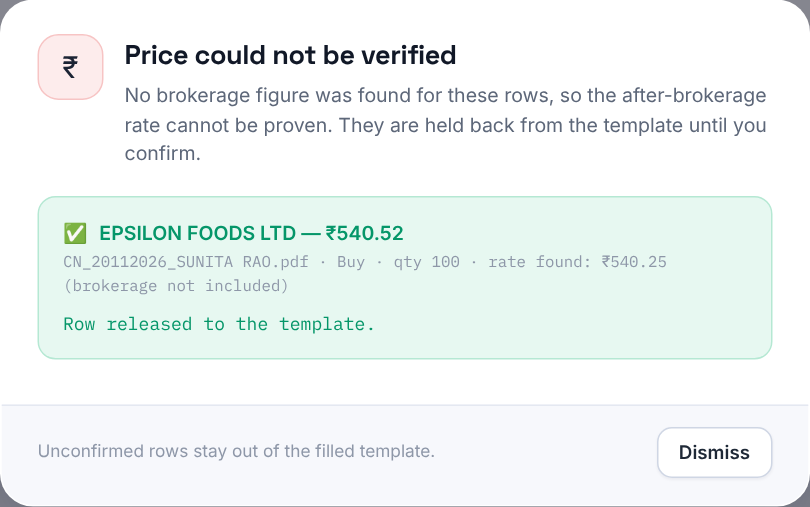 ₹
Price could not be verified
No brokerage figure was found for these rows, so the after-brokerage
rate cannot be proven. They are held back from the template until you
confirm.
✅ EPSILON FOODS LTD — ₹540.52
CN_20112026_SUNITA RAO.pdf · Buy · qty 100 · rate found: ₹540.25
(brokerage not included)
Row released to the template.
Unconfirmed rows stay out of the filled template.
Dismiss